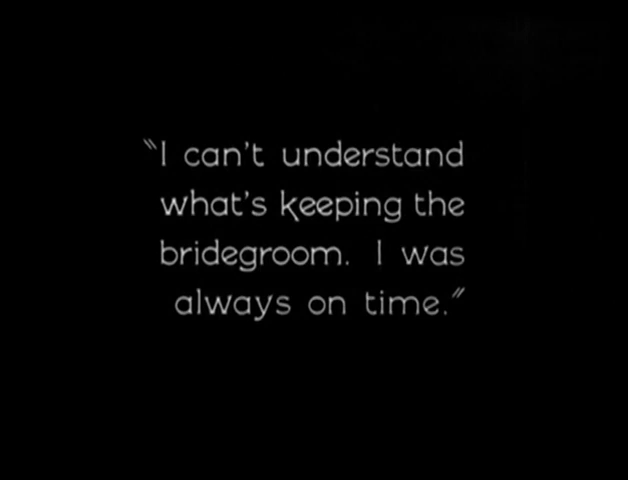 "I can't understand
what's keeping the
bridegroom. I was
always on time."